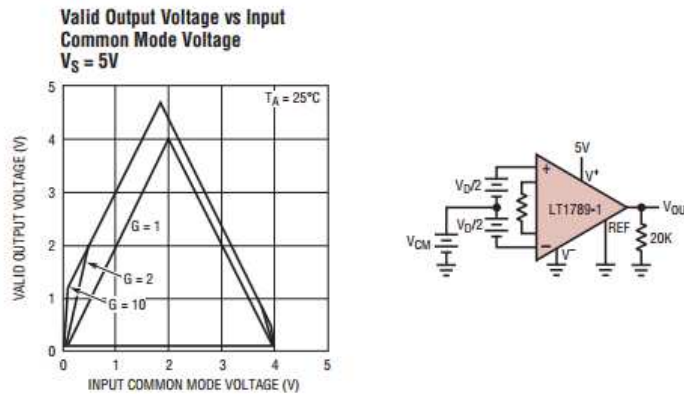 Valid Output Voltage vs Input
Common Mode Voltage
VS = 5V
TA = 25°C
VALID OUTPUT VOLTAGE (V)
5
4
3
2
1
0
G = 1
G = 2
G = 10
0 1 2 3 4 5
INPUT COMMON MODE VOLTAGE (V)
5V
V+
+
VD/2
VD/2
LT1789-1
VCM
REF
20K
–
V–